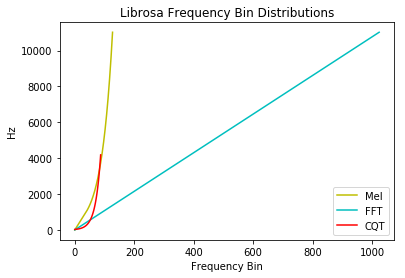 Librosa Frequency Bin Distributions
Hz
10000
8000
6000
4000
2000
0
Mel
FFT
CQT
0 200 400 600 800 1000
Frequency Bin